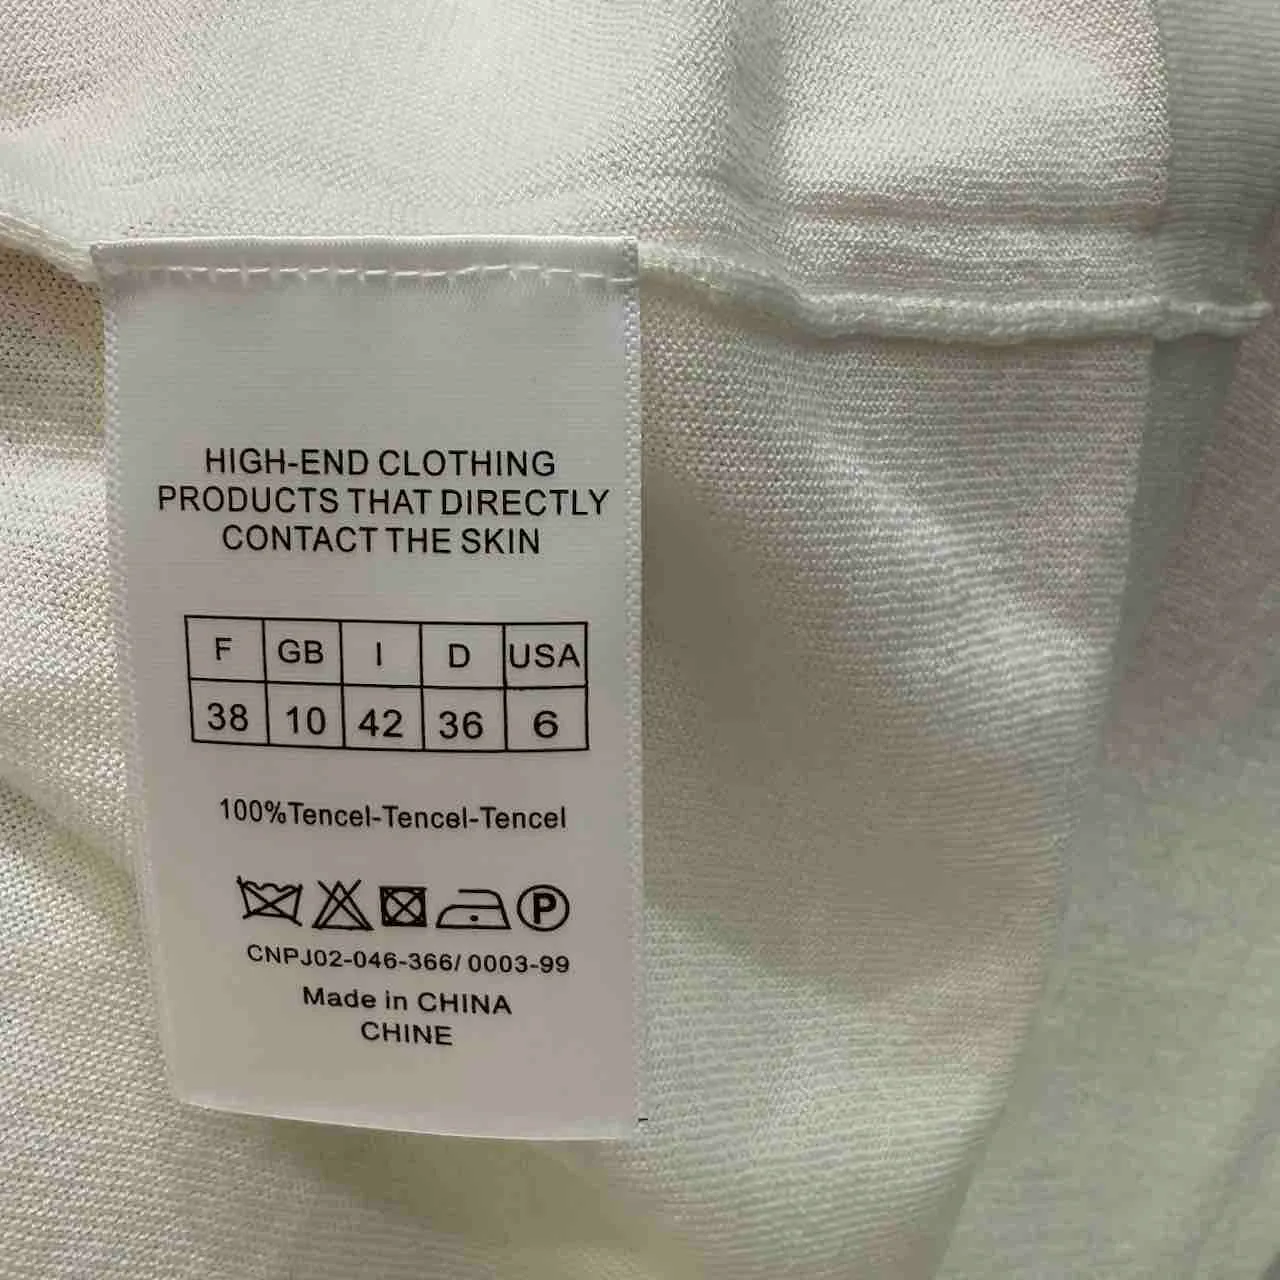 HIGH-END CLOTHING
PRODUCTS THAT DIRECTLY
CONTACT THE SKIN
F GB I D USA
38 10 42 36 6
100%Tencel-Tencel-Tencel
P
CNPJ02-046-366/0003-99
Made in CHINA
CHINE